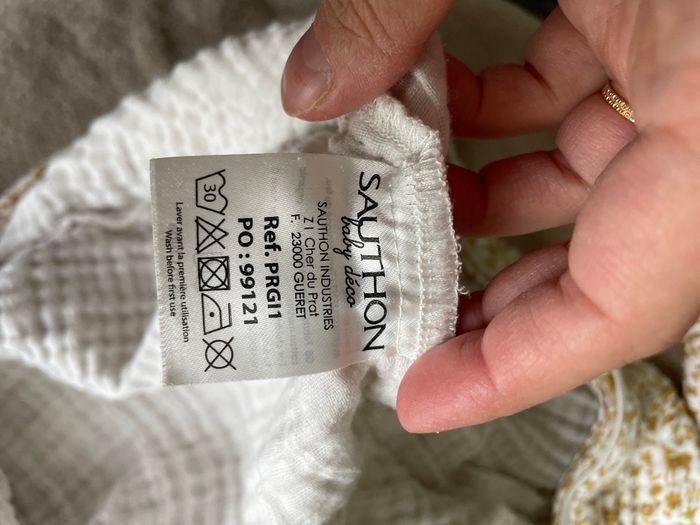 SAUTHON
baby déco
SAUTHON INDUSTRIES
Z I Cher du Prat
F. 23000 GUERET
Ref. PRGI1
PO : 99121
30
Laver avant la première utilisation
Wash before first use